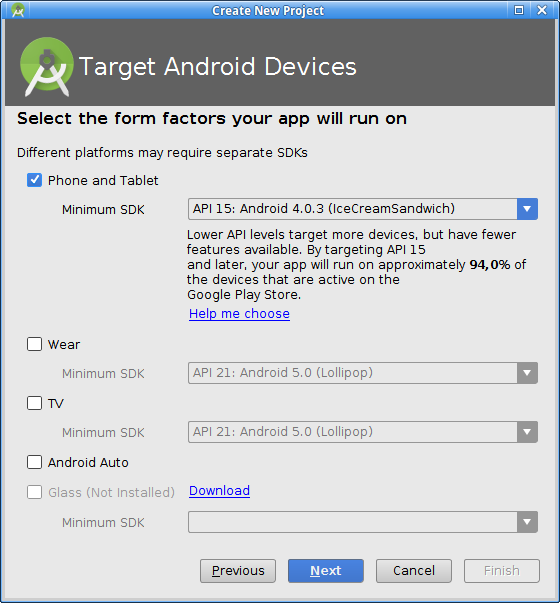 Create New Project
Target Android Devices
Select the form factors your app will run on
Different platforms may require separate SDKs
Phone and Tablet
Minimum SDK
API 15: Android 4.0.3 (IceCreamSandwich)
Lower API levels target more devices, but have fewer
features available. By targeting API 15
and later, your app will run on approximately 94,0% of
the devices that are active on the
Google Play Store.
Help me choose
Wear
Minimum SDK
API 21: Android 5.0 (Lollipop)
TV
Minimum SDK
API 21: Android 5.0 (Lollipop)
Android Auto
Glass (Not Installed)
Download
Minimum SDK
Previous
Next
Cancel
Finish